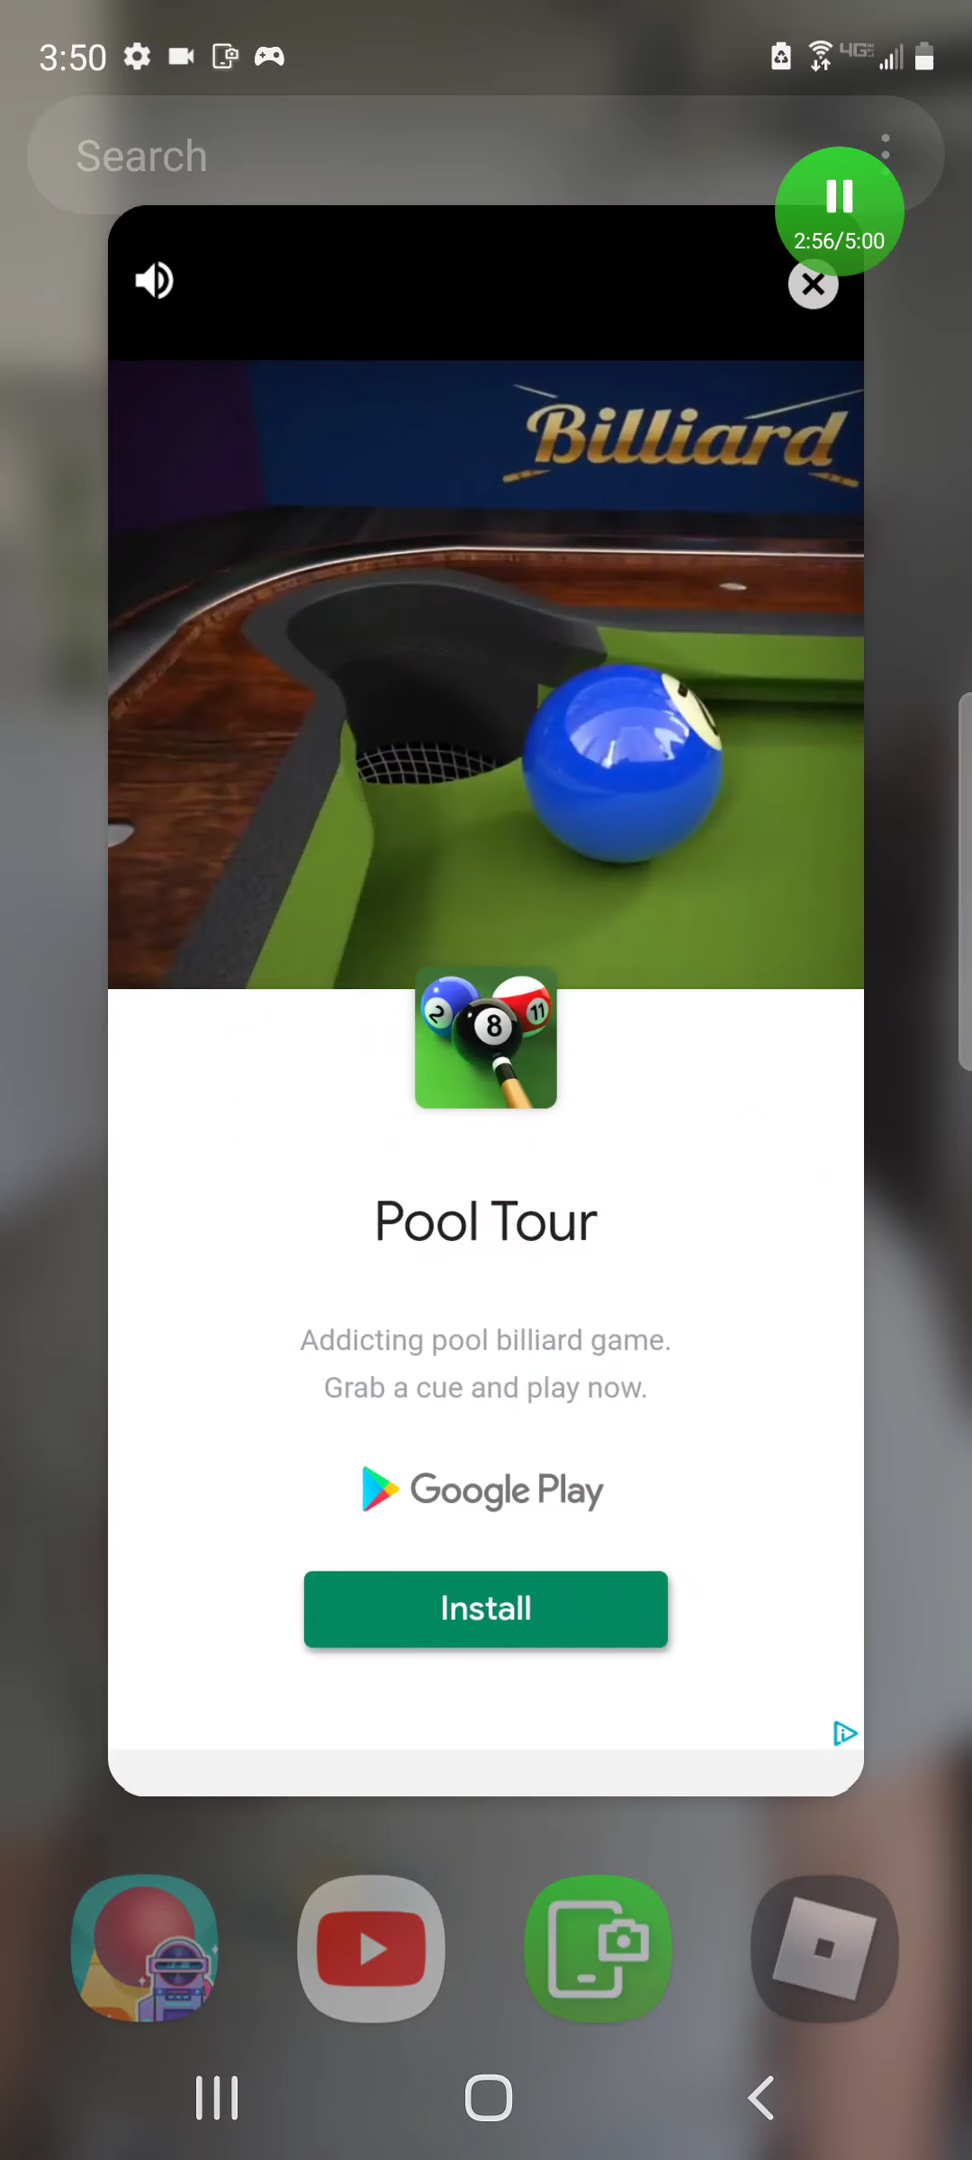 3:50
4G
Search
2:56/5:00
Billiard
2
8
11
Pool Tour
Addicting pool billiard game.
Grab a cue and play now.
Google Play
Install